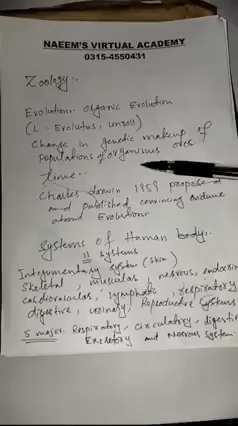 NAEEM'S VIRTUAL ACADEMY
0315-4550431
Zoology:-
Evolution:- Organic Evolution
(L: Evolutus, unroll)
Change in genetic makeup of
populations of organisms over
time:-
Charles darwin 1959 proposed
and published convincing evidence
about Evolution
Systems of Human body:-
11 systems
Integumentary system (skin)
Skeletal, muscular, nervous, endocrine
cardiovascular, lymphatic, respiratory
digestive, urinary, Reproductive Systems
5 major: Respiratory, circulatory, digestive
Excretory and Nervous system